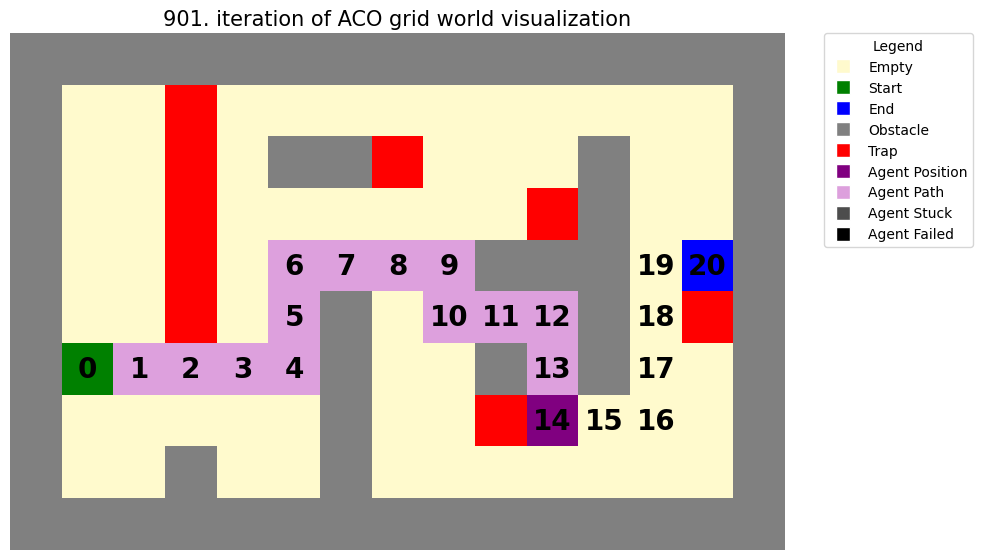 901. iteration of ACO grid world visualization
Legend
Empty
Start
End
Obstacle
Trap
Agent Position
Agent Path
Agent Stuck
Agent Failed
6 7 8 9 19 20
5 10 11 12 18
0 1 2 3 4 13 17
14 15 16